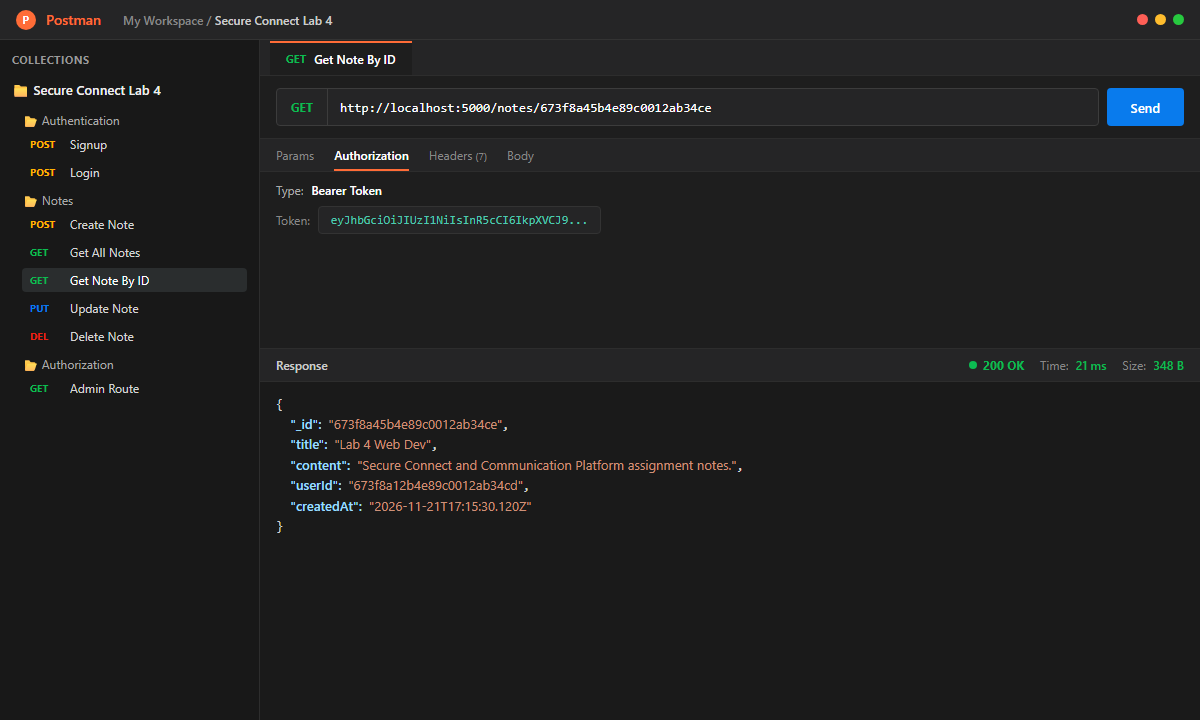 P Postman My Workspace / Secure Connect Lab 4
COLLECTIONS
Secure Connect Lab 4
Authentication
POST Signup
POST Login
Notes
POST Create Note
GET Get All Notes
GET Get Note By ID
PUT Update Note
DEL Delete Note
Authorization
GET Admin Route
GET Get Note By ID
GET http://localhost:5000/notes/673f8a45b4e89c0012ab34ce Send
Params Authorization Headers (7) Body
Type: Bearer Token
Token: eyJhbGciOiJIUzI1NiIsInR5cCI6IkpXVCJ9...
Response 200 OK Time: 21 ms Size: 348 B
{
"_id": "673f8a45b4e89c0012ab34ce",
"title": "Lab 4 Web Dev",
"content": "Secure Connect and Communication Platform assignment notes.",
"userId": "673f8a12b4e89c0012ab34cd",
"createdAt": "2026-11-21T17:15:30.120Z"
}